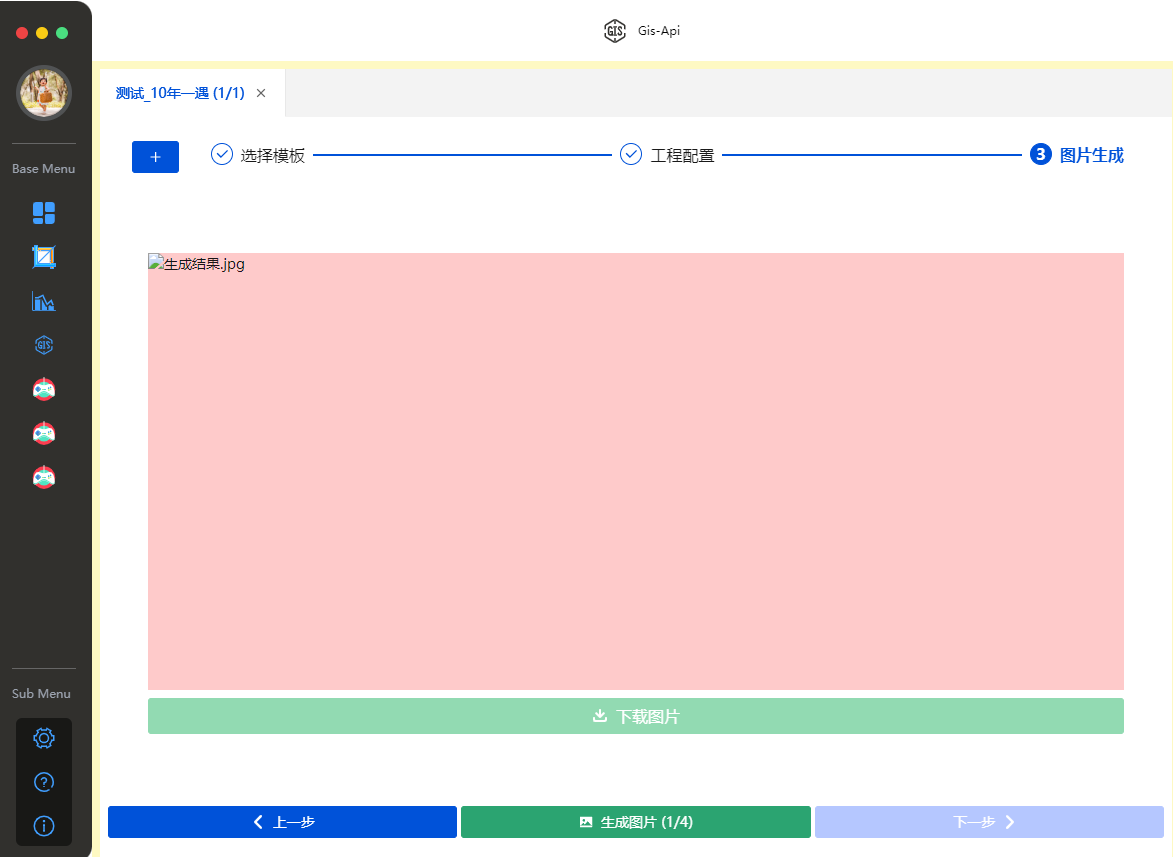 Gis-Api
测试_10年一遇 (1/1)
Base Menu
选择模板
工程配置
3 图片生成
生成结果.jpg
下载图片
Sub Menu
上一步
生成图片 (1/4)
下一步
GIS
GIS